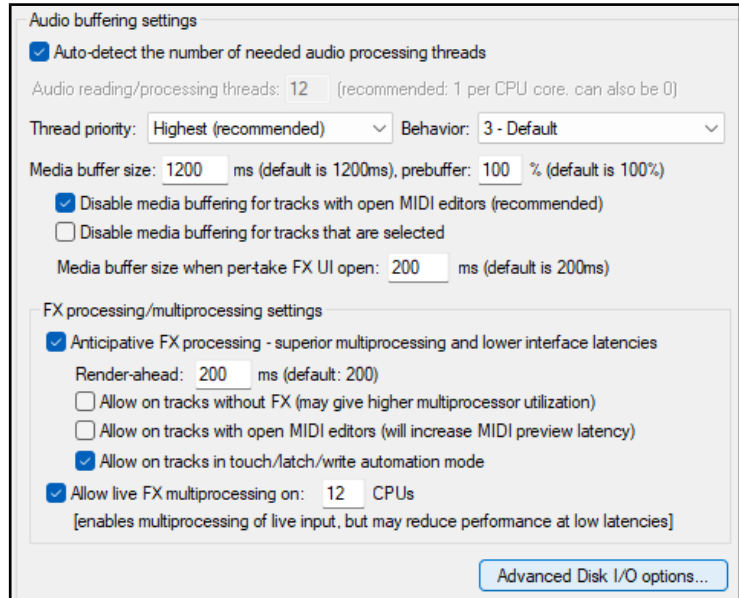 Audio buffering settings
Auto-detect the number of needed audio processing threads
Audio reading/processing threads: 12 (recommended: 1 per CPU core, can also be 0)
Thread priority: Highest (recommended) Behavior: 3 - Default
Media buffer size: 1200 ms (default is 1200ms), prebuffer: 100 % (default is 100%)
Disable media buffering for tracks with open MIDI editors (recommended)
Disable media buffering for tracks that are selected
Media buffer size when per-take FX UI open: 200 ms (default is 200ms)
FX processing/multiprocessing settings
Anticipative FX processing - superior multiprocessing and lower interface latencies
Render-ahead: 200 ms (default: 200)
Allow on tracks without FX (may give higher multiprocessor utilization)
Allow on tracks with open MIDI editors (will increase MIDI preview latency)
Allow on tracks in touch/latch/write automation mode
Allow live FX multiprocessing on: 12 CPUs
[enables multiprocessing of live input, but may reduce performance at low latencies]
Advanced Disk I/O options...